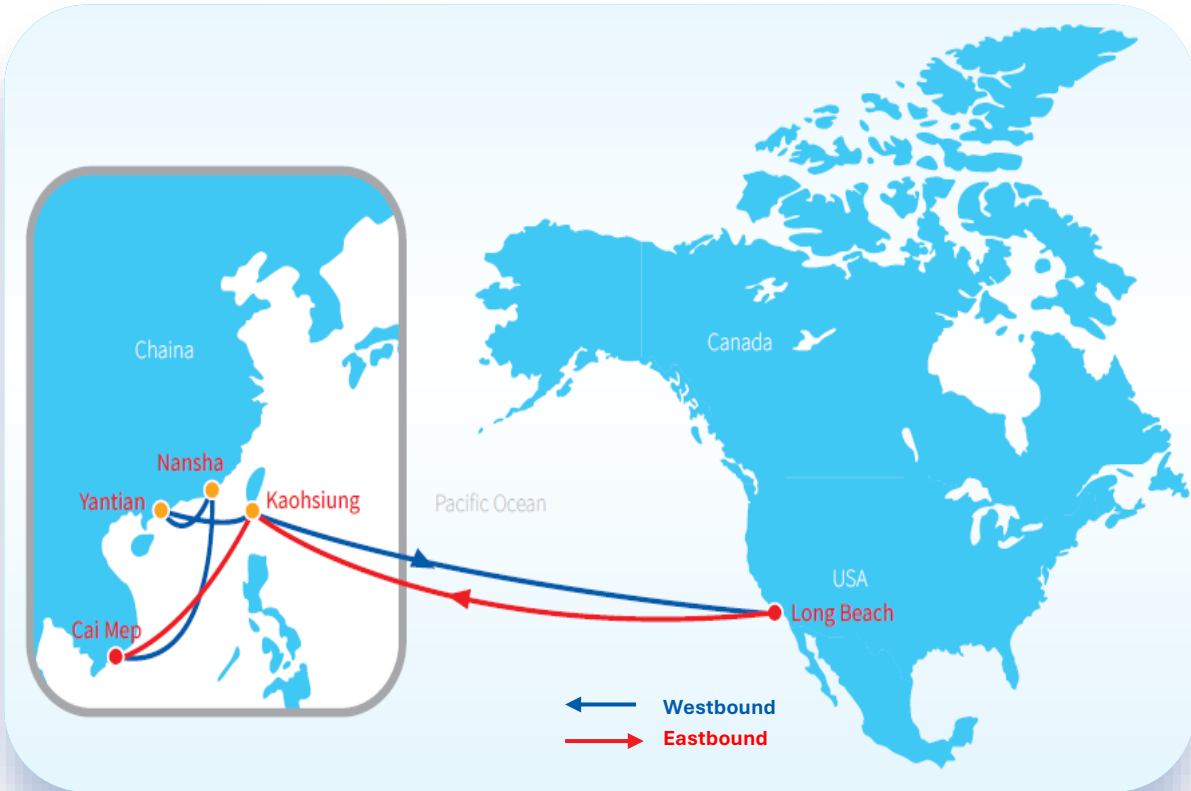 Canada
Chaina
Nansha
Yantian
Kaohsiung
Pacific Ocean
USA
Long Beach
Cai Mep
Westbound
Eastbound